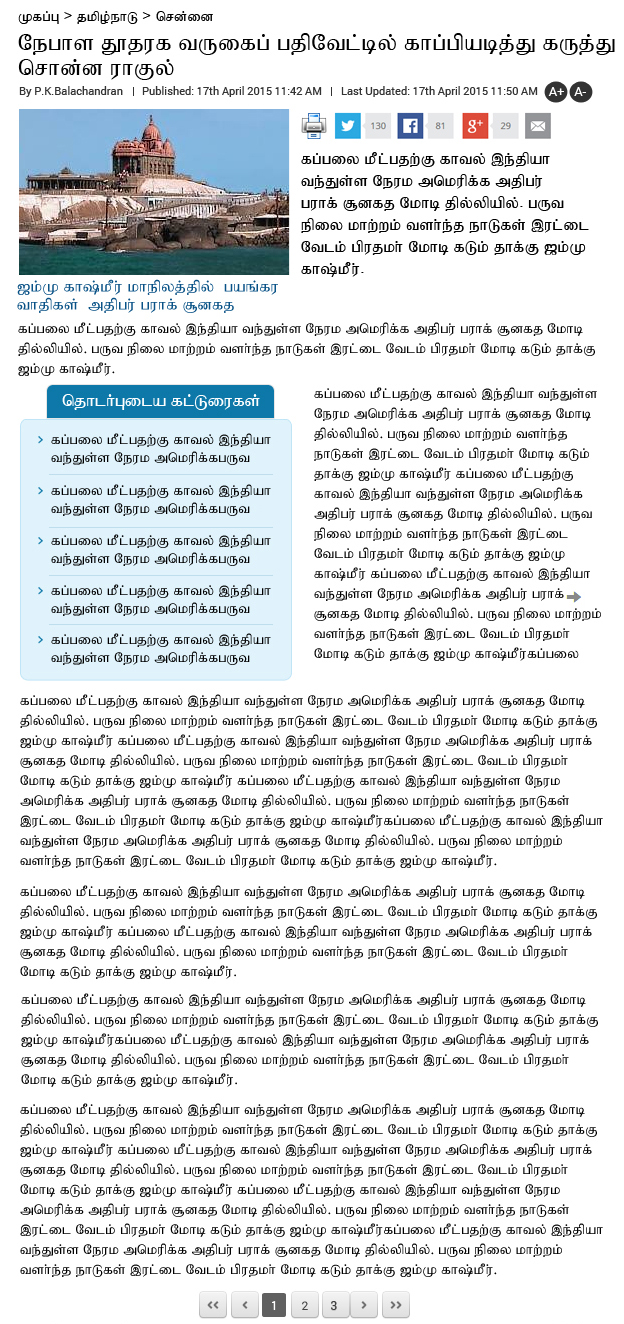 முகப்பு > தமிழ்நாடு > சென்னை
நேபாள தூதரக வருகைப் பதிவேட்டில் காப்பியடித்து கருத்து
சொன்ன ராகுல்
By P.K.Balachandran | Published: 17th April 2015 11:42 AM | Last Updated: 17th April 2015 11:50 AM A+ A-
130 81 29
கப்பலை மீட்பதற்கு காவல் இந்தியா
வந்துள்ள நேரம அமெரிக்க அதிபர்
பராக் சூனகத மோடி தில்லியில். பருவ
நிலை மாற்றம் வளர்ந்த நாடுகள் இரட்டை
வேடம் பிரதமர் மோடி கடும் தாக்கு ஜம்மு
காஷ்மீர்.
ஜம்மு காஷ்மீர் மாநிலத்தில் பயங்கர
வாதிகள் அதிபர் பராக் சூனகத
கப்பலை மீட்பதற்கு காவல் இந்தியா வந்துள்ள நேரம அமெரிக்க அதிபர் பராக் சூனகத மோடி
தில்லியில். பருவ நிலை மாற்றம் வளர்ந்த நாடுகள் இரட்டை வேடம் பிரதமர் மோடி கடும் தாக்கு
ஜம்மு காஷ்மீர்.
தொடர்புடைய கட்டுரைகள்
கப்பலை மீட்பதற்கு காவல் இந்தியா
வந்துள்ள நேரம அமெரிக்கபருவ
கப்பலை மீட்பதற்கு காவல் இந்தியா
வந்துள்ள நேரம அமெரிக்கபருவ
கப்பலை மீட்பதற்கு காவல் இந்தியா
வந்துள்ள நேரம அமெரிக்கபருவ
கப்பலை மீட்பதற்கு காவல் இந்தியா
வந்துள்ள நேரம அமெரிக்கபருவ
கப்பலை மீட்பதற்கு காவல் இந்தியா
வந்துள்ள நேரம அமெரிக்கபருவ
கப்பலை மீட்பதற்கு காவல் இந்தியா வந்துள்ள
நேரம அமெரிக்க அதிபர் பராக் சூனகத மோடி
தில்லியில். பருவ நிலை மாற்றம் வளர்ந்த
நாடுகள் இரட்டை வேடம் பிரதமர் மோடி கடும்
தாக்கு ஜம்மு காஷ்மீர் கப்பலை மீட்பதற்கு
காவல் இந்தியா வந்துள்ள நேரம அமெரிக்க
அதிபர் பராக் சூனகத மோடி தில்லியில். பருவ
நிலை மாற்றம் வளர்ந்த நாடுகள் இரட்டை
வேடம் பிரதமர் மோடி கடும் தாக்கு ஜம்மு
காஷ்மீர் கப்பலை மீட்பதற்கு காவல் இந்தியா
வந்துள்ள நேரம அமெரிக்க அதிபர் பராக்
சூனகத மோடி தில்லியில். பருவ நிலை மாற்றம்
வளர்ந்த நாடுகள் இரட்டை வேடம் பிரதமர்
மோடி கடும் தாக்கு ஜம்மு காஷ்மீர்கப்பலை
கப்பலை மீட்பதற்கு காவல் இந்தியா வந்துள்ள நேரம அமெரிக்க அதிபர் பராக் சூனகத மோடி
தில்லியில். பருவ நிலை மாற்றம் வளர்ந்த நாடுகள் இரட்டை வேடம் பிரதமர் மோடி கடும் தாக்கு
ஜம்மு காஷ்மீர் கப்பலை மீட்பதற்கு காவல் இந்தியா வந்துள்ள நேரம அமெரிக்க அதிபர் பராக்
சூனகத மோடி தில்லியில். பருவ நிலை மாற்றம் வளர்ந்த நாடுகள் இரட்டை வேடம் பிரதமர்
மோடி கடும் தாக்கு ஜம்மு காஷ்மீர் கப்பலை மீட்பதற்கு காவல் இந்தியா வந்துள்ள நேரம
அமெரிக்க அதிபர் பராக் சூனகத மோடி தில்லியில். பருவ நிலை மாற்றம் வளர்ந்த நாடுகள்
இரட்டை வேடம் பிரதமர் மோடி கடும் தாக்கு ஜம்மு காஷ்மீர்கப்பலை மீட்பதற்கு காவல் இந்தியா
வந்துள்ள நேரம அமெரிக்க அதிபர் பராக் சூனகத மோடி தில்லியில். பருவ நிலை மாற்றம்
வளர்ந்த நாடுகள் இரட்டை வேடம் பிரதமர் மோடி கடும் தாக்கு ஜம்மு காஷ்மீர்.
கப்பலை மீட்பதற்கு காவல் இந்தியா வந்துள்ள நேரம அமெரிக்க அதிபர் பராக் சூனகத மோடி
தில்லியில். பருவ நிலை மாற்றம் வளர்ந்த நாடுகள் இரட்டை வேடம் பிரதமர் மோடி கடும் தாக்கு
ஜம்மு காஷ்மீர் கப்பலை மீட்பதற்கு காவல் இந்தியா வந்துள்ள நேரம அமெரிக்க அதிபர் பராக்
சூனகத மோடி தில்லியில். பருவ நிலை மாற்றம் வளர்ந்த நாடுகள் இரட்டை வேடம் பிரதமர்
மோடி கடும் தாக்கு ஜம்மு காஷ்மீர்.
கப்பலை மீட்பதற்கு காவல் இந்தியா வந்துள்ள நேரம அமெரிக்க அதிபர் பராக் சூனகத மோடி
தில்லியில். பருவ நிலை மாற்றம் வளர்ந்த நாடுகள் இரட்டை வேடம் பிரதமர் மோடி கடும் தாக்கு
ஜம்மு காஷ்மீர்கப்பலை மீட்பதற்கு காவல் இந்தியா வந்துள்ள நேரம அமெரிக்க அதிபர் பராக்
சூனகத மோடி தில்லியில். பருவ நிலை மாற்றம் வளர்ந்த நாடுகள் இரட்டை வேடம் பிரதமர்
மோடி கடும் தாக்கு ஜம்மு காஷ்மீர்.
கப்பலை மீட்பதற்கு காவல் இந்தியா வந்துள்ள நேரம அமெரிக்க அதிபர் பராக் சூனகத மோடி
தில்லியில். பருவ நிலை மாற்றம் வளர்ந்த நாடுகள் இரட்டை வேடம் பிரதமர் மோடி கடும் தாக்கு
ஜம்மு காஷ்மீர் கப்பலை மீட்பதற்கு காவல் இந்தியா வந்துள்ள நேரம அமெரிக்க அதிபர் பராக்
சூனகத மோடி தில்லியில். பருவ நிலை மாற்றம் வளர்ந்த நாடுகள் இரட்டை வேடம் பிரதமர்
மோடி கடும் தாக்கு ஜம்மு காஷ்மீர் கப்பலை மீட்பதற்கு காவல் இந்தியா வந்துள்ள நேரம
அமெரிக்க அதிபர் பராக் சூனகத மோடி தில்லியில். பருவ நிலை மாற்றம் வளர்ந்த நாடுகள்
இரட்டை வேடம் பிரதமர் மோடி கடும் தாக்கு ஜம்மு காஷ்மீர்கப்பலை மீட்பதற்கு காவல் இந்தியா
வந்துள்ள நேரம அமெரிக்க அதிபர் பராக் சூனகத மோடி தில்லியில். பருவ நிலை மாற்றம்
வளர்ந்த நாடுகள் இரட்டை வேடம் பிரதமர் மோடி கடும் தாக்கு ஜம்மு காஷ்மீர்.
1 2 3